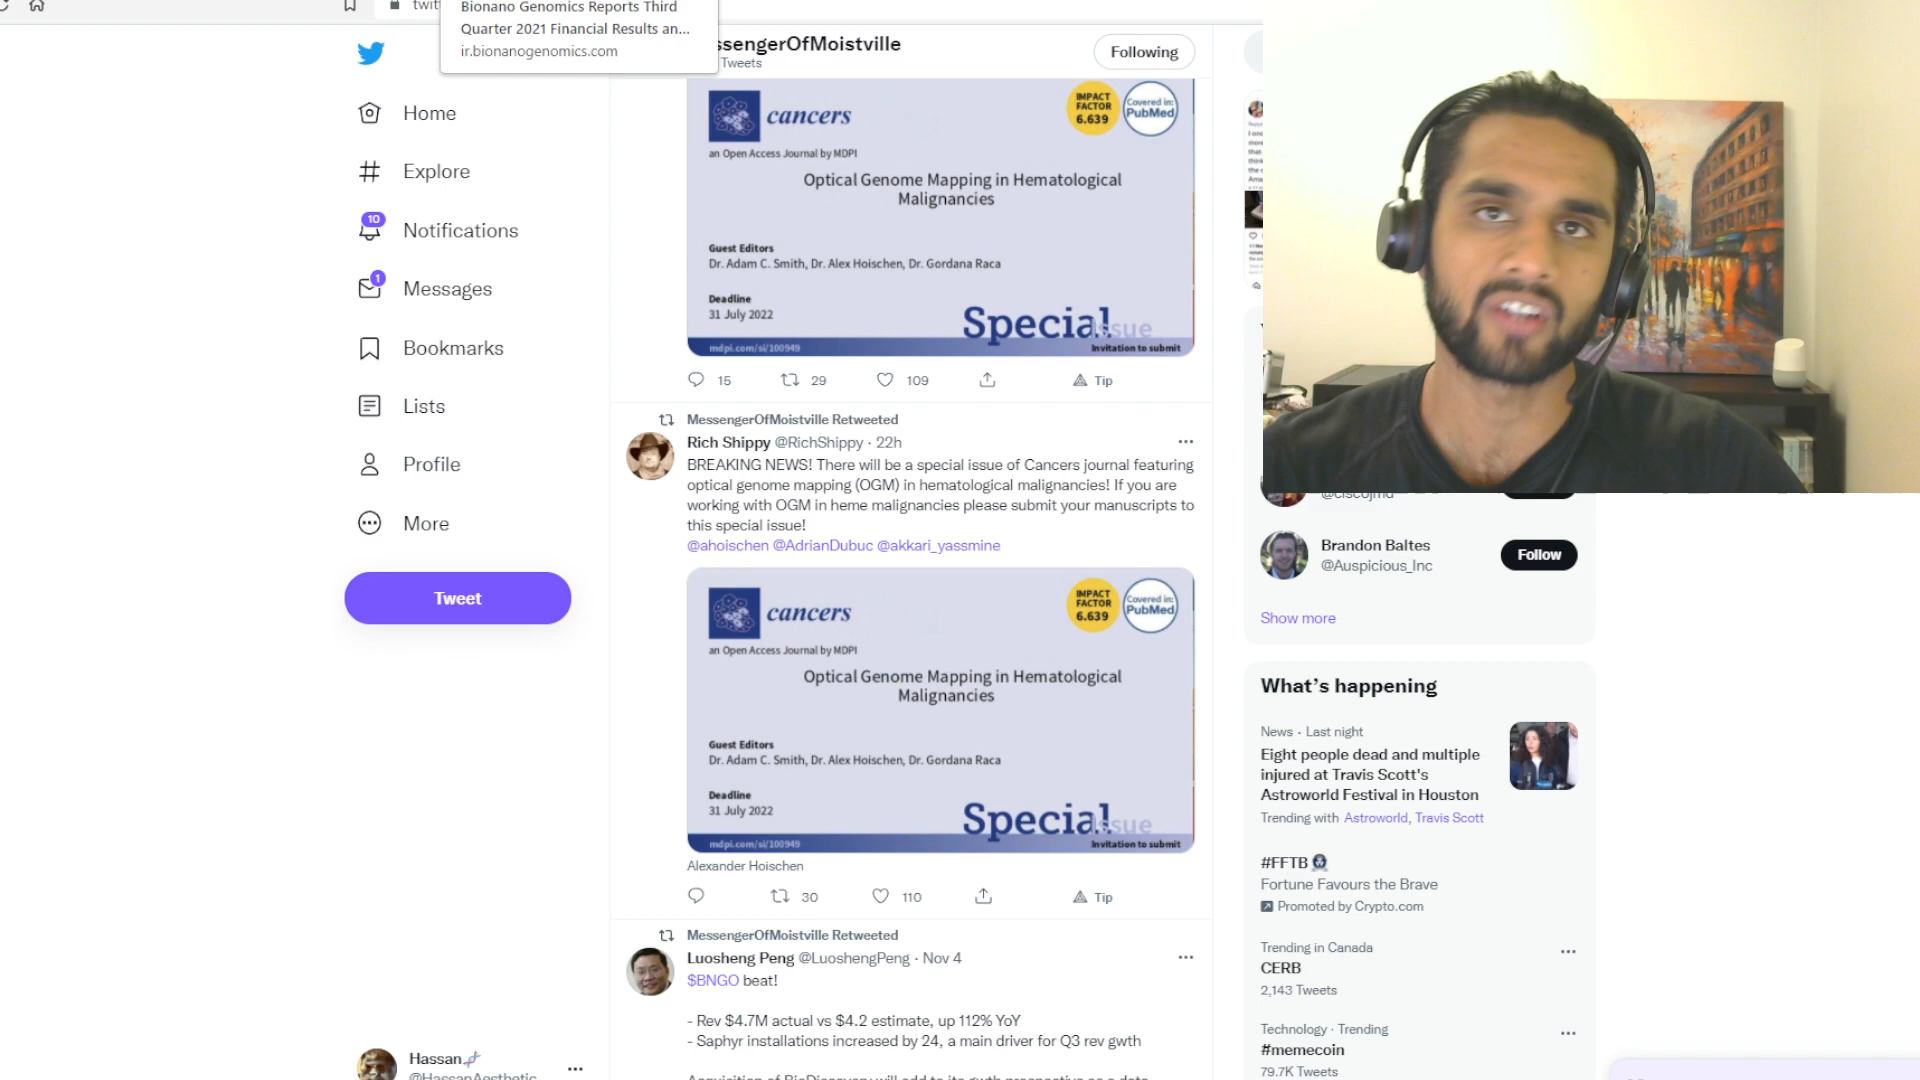 Bionano Genomics Reports Third
Quarter 2021 Financial Results an...
ir.bionanogenomics.com
ssengerOfMoistville
Tweets
Following
Home
Explore
10
Notifications
1
Messages
Bookmarks
Lists
Profile
More
Tweet
cancers
an Open Access Journal by MDPI
IMPACT
FACTOR
6.639
Covered in:
PubMed
Optical Genome Mapping in Hematological
Malignancies
Guest Editors
Dr. Adam C. Smith, Dr. Alex Hoischen, Dr. Gordana Raca
Deadline
31 July 2022
Special Issue
mdpi.com/si/100949
Invitation to submit
15 29 109 Tip
MessengerOfMoistville Retweeted
Rich Shippy @RichShippy · 22h
BREAKING NEWS! There will be a special issue of Cancers journal featuring
optical genome mapping (OGM) in hematological malignancies! If you are
working with OGM in heme malignancies please submit your manuscripts to
this special issue!
@ahoischen @AdrianDubuc @akkari_yassmine
cancers
an Open Access Journal by MDPI
IMPACT
FACTOR
6.639
Covered in:
PubMed
Optical Genome Mapping in Hematological
Malignancies
Guest Editors
Dr. Adam C. Smith, Dr. Alex Hoischen, Dr. Gordana Raca
Deadline
31 July 2022
Special Issue
mdpi.com/si/100949
Invitation to submit
Alexander Hoischen
30 110 Tip
MessengerOfMoistville Retweeted
Luosheng Peng @LuoshengPeng · Nov 4
$BNGO beat!
- Rev $4.7M actual vs $4.2 estimate, up 112% YoY
- Saphyr installations increased by 24, a main driver for Q3 rev gwth
Hassan
@HassanAesthetic
@ciscojmd
Brandon Baltes
@Auspicious_Inc
Follow
Show more
What's happening
News · Last night
Eight people dead and multiple
injured at Travis Scott's
Astroworld Festival in Houston
Trending with Astroworld, Travis Scott
#FFTB
Fortune Favours the Brave
Promoted by Crypto.com
Trending in Canada
CERB
2,143 Tweets
Technology · Trending
#memecoin
79.7K Tweets